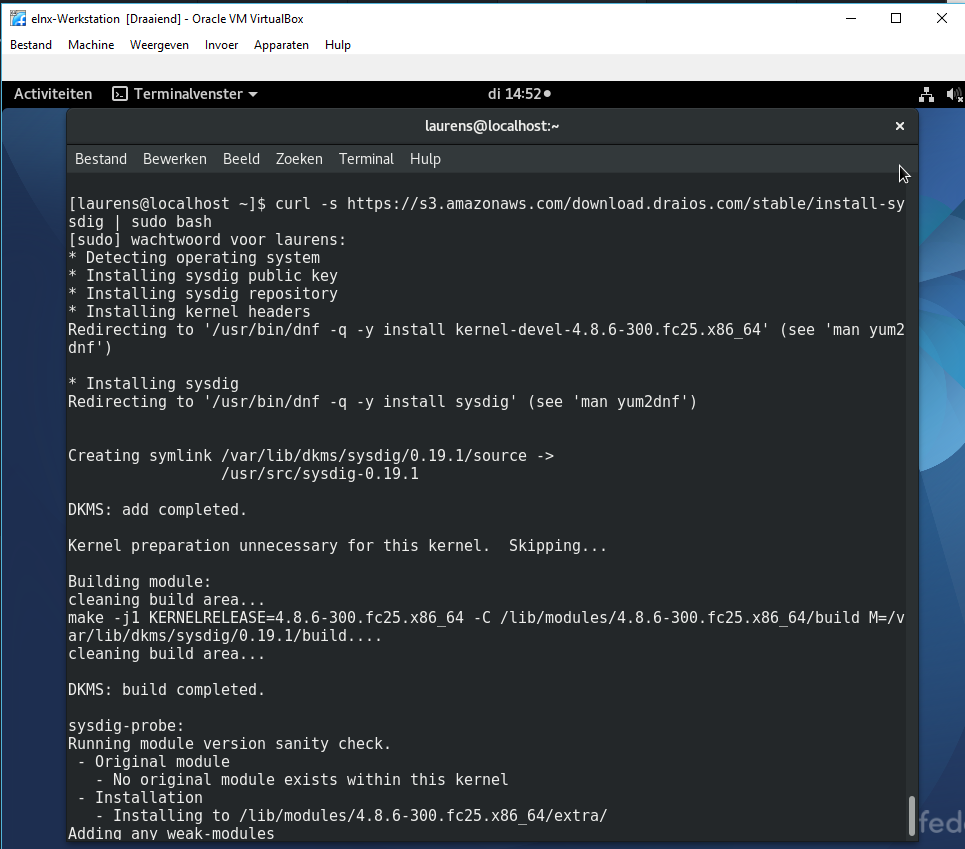 elnx-Werkstation [Draaiend] - Oracle VM VirtualBox
Bestand Machine Weergeven Invoer Apparaten Hulp
Activiteiten Terminalvenster di 14:52
laurens@localhost:~
Bestand Bewerken Beeld Zoeken Terminal Hulp
[laurens@localhost ~]$ curl -s https://s3.amazonaws.com/download.draios.com/stable/install-sy
sdig | sudo bash
[sudo] wachtwoord voor laurens:
* Detecting operating system
* Installing sysdig public key
* Installing sysdig repository
* Installing kernel headers
Redirecting to '/usr/bin/dnf -q -y install kernel-devel-4.8.6-300.fc25.x86_64' (see 'man yum2
dnf')
* Installing sysdig
Redirecting to '/usr/bin/dnf -q -y install sysdig' (see 'man yum2dnf')
Creating symlink /var/lib/dkms/sysdig/0.19.1/source ->
/usr/src/sysdig-0.19.1
DKMS: add completed.
Kernel preparation unnecessary for this kernel.  Skipping...
Building module:
cleaning build area...
make -j1 KERNELRELEASE=4.8.6-300.fc25.x86_64 -C /lib/modules/4.8.6-300.fc25.x86_64/build M=/v
ar/lib/dkms/sysdig/0.19.1/build....
cleaning build area...
DKMS: build completed.
sysdig-probe:
Running module version sanity check.
- Original module
- No original module exists within this kernel
- Installation
- Installing to /lib/modules/4.8.6-300.fc25.x86_64/extra/
Adding any weak-modules